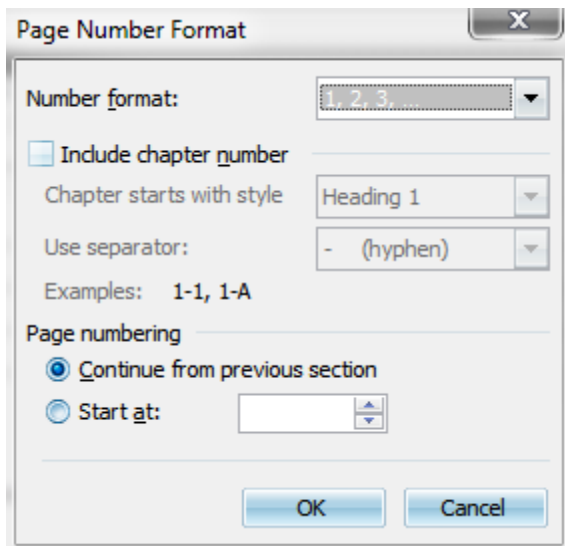 Page Number Format
Number format: 1, 2, 3, ...
Include chapter number
Chapter starts with style Heading 1
Use separator: - (hyphen)
Examples: 1-1, 1-A
Page numbering
Continue from previous section
Start at:
OK Cancel